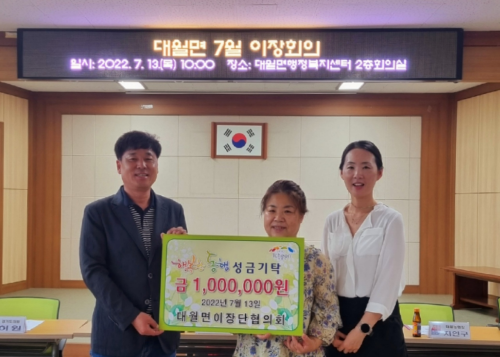 대월면 7월 이장회의
일시: 2022. 7. 13.(목) 10:00 장소: 대월면행정복지센터 2층회의실
행복한 동행 성금기탁
금 1,000,000원
2022년 7월 13일
대월면이장단협의회